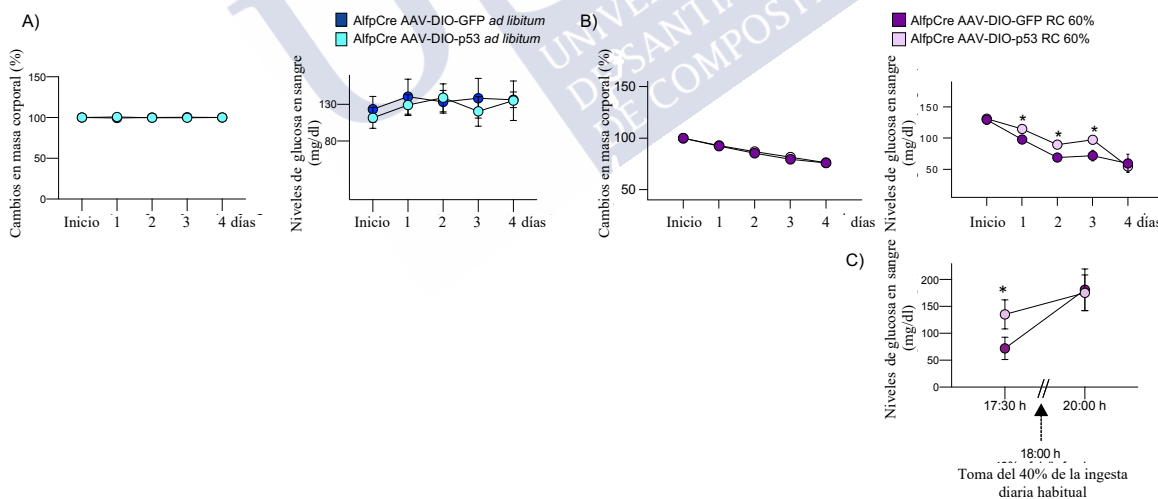 A)
AlfpCre AAV-DIO-GFP ad libitum
AlfpCre AAV-DIO-p53 ad libitum
Cambios en masa corporal (%)
150
100
50
0
Inicio 1 2 3 4 días
Niveles de glucosa en sangre
(mg/dl)
130
80
Inicio 1 2 3 4 días
B)
AlfpCre AAV-DIO-GFP RC 60%
AlfpCre AAV-DIO-p53 RC 60%
Cambios en masa corporal (%)
150
100
50
Inicio 1 2 3 4 días
Niveles de glucosa en sangre
(mg/dl)
150
100
50
* * *
Inicio 1 2 3 4 días
C)
Niveles de glucosa en sangre
(mg/dl)
200
150
100
50
0
*
17:30 h 20:00 h
18:00 h
Toma del 40% de la ingesta
diaria habitual
DE COMPOST